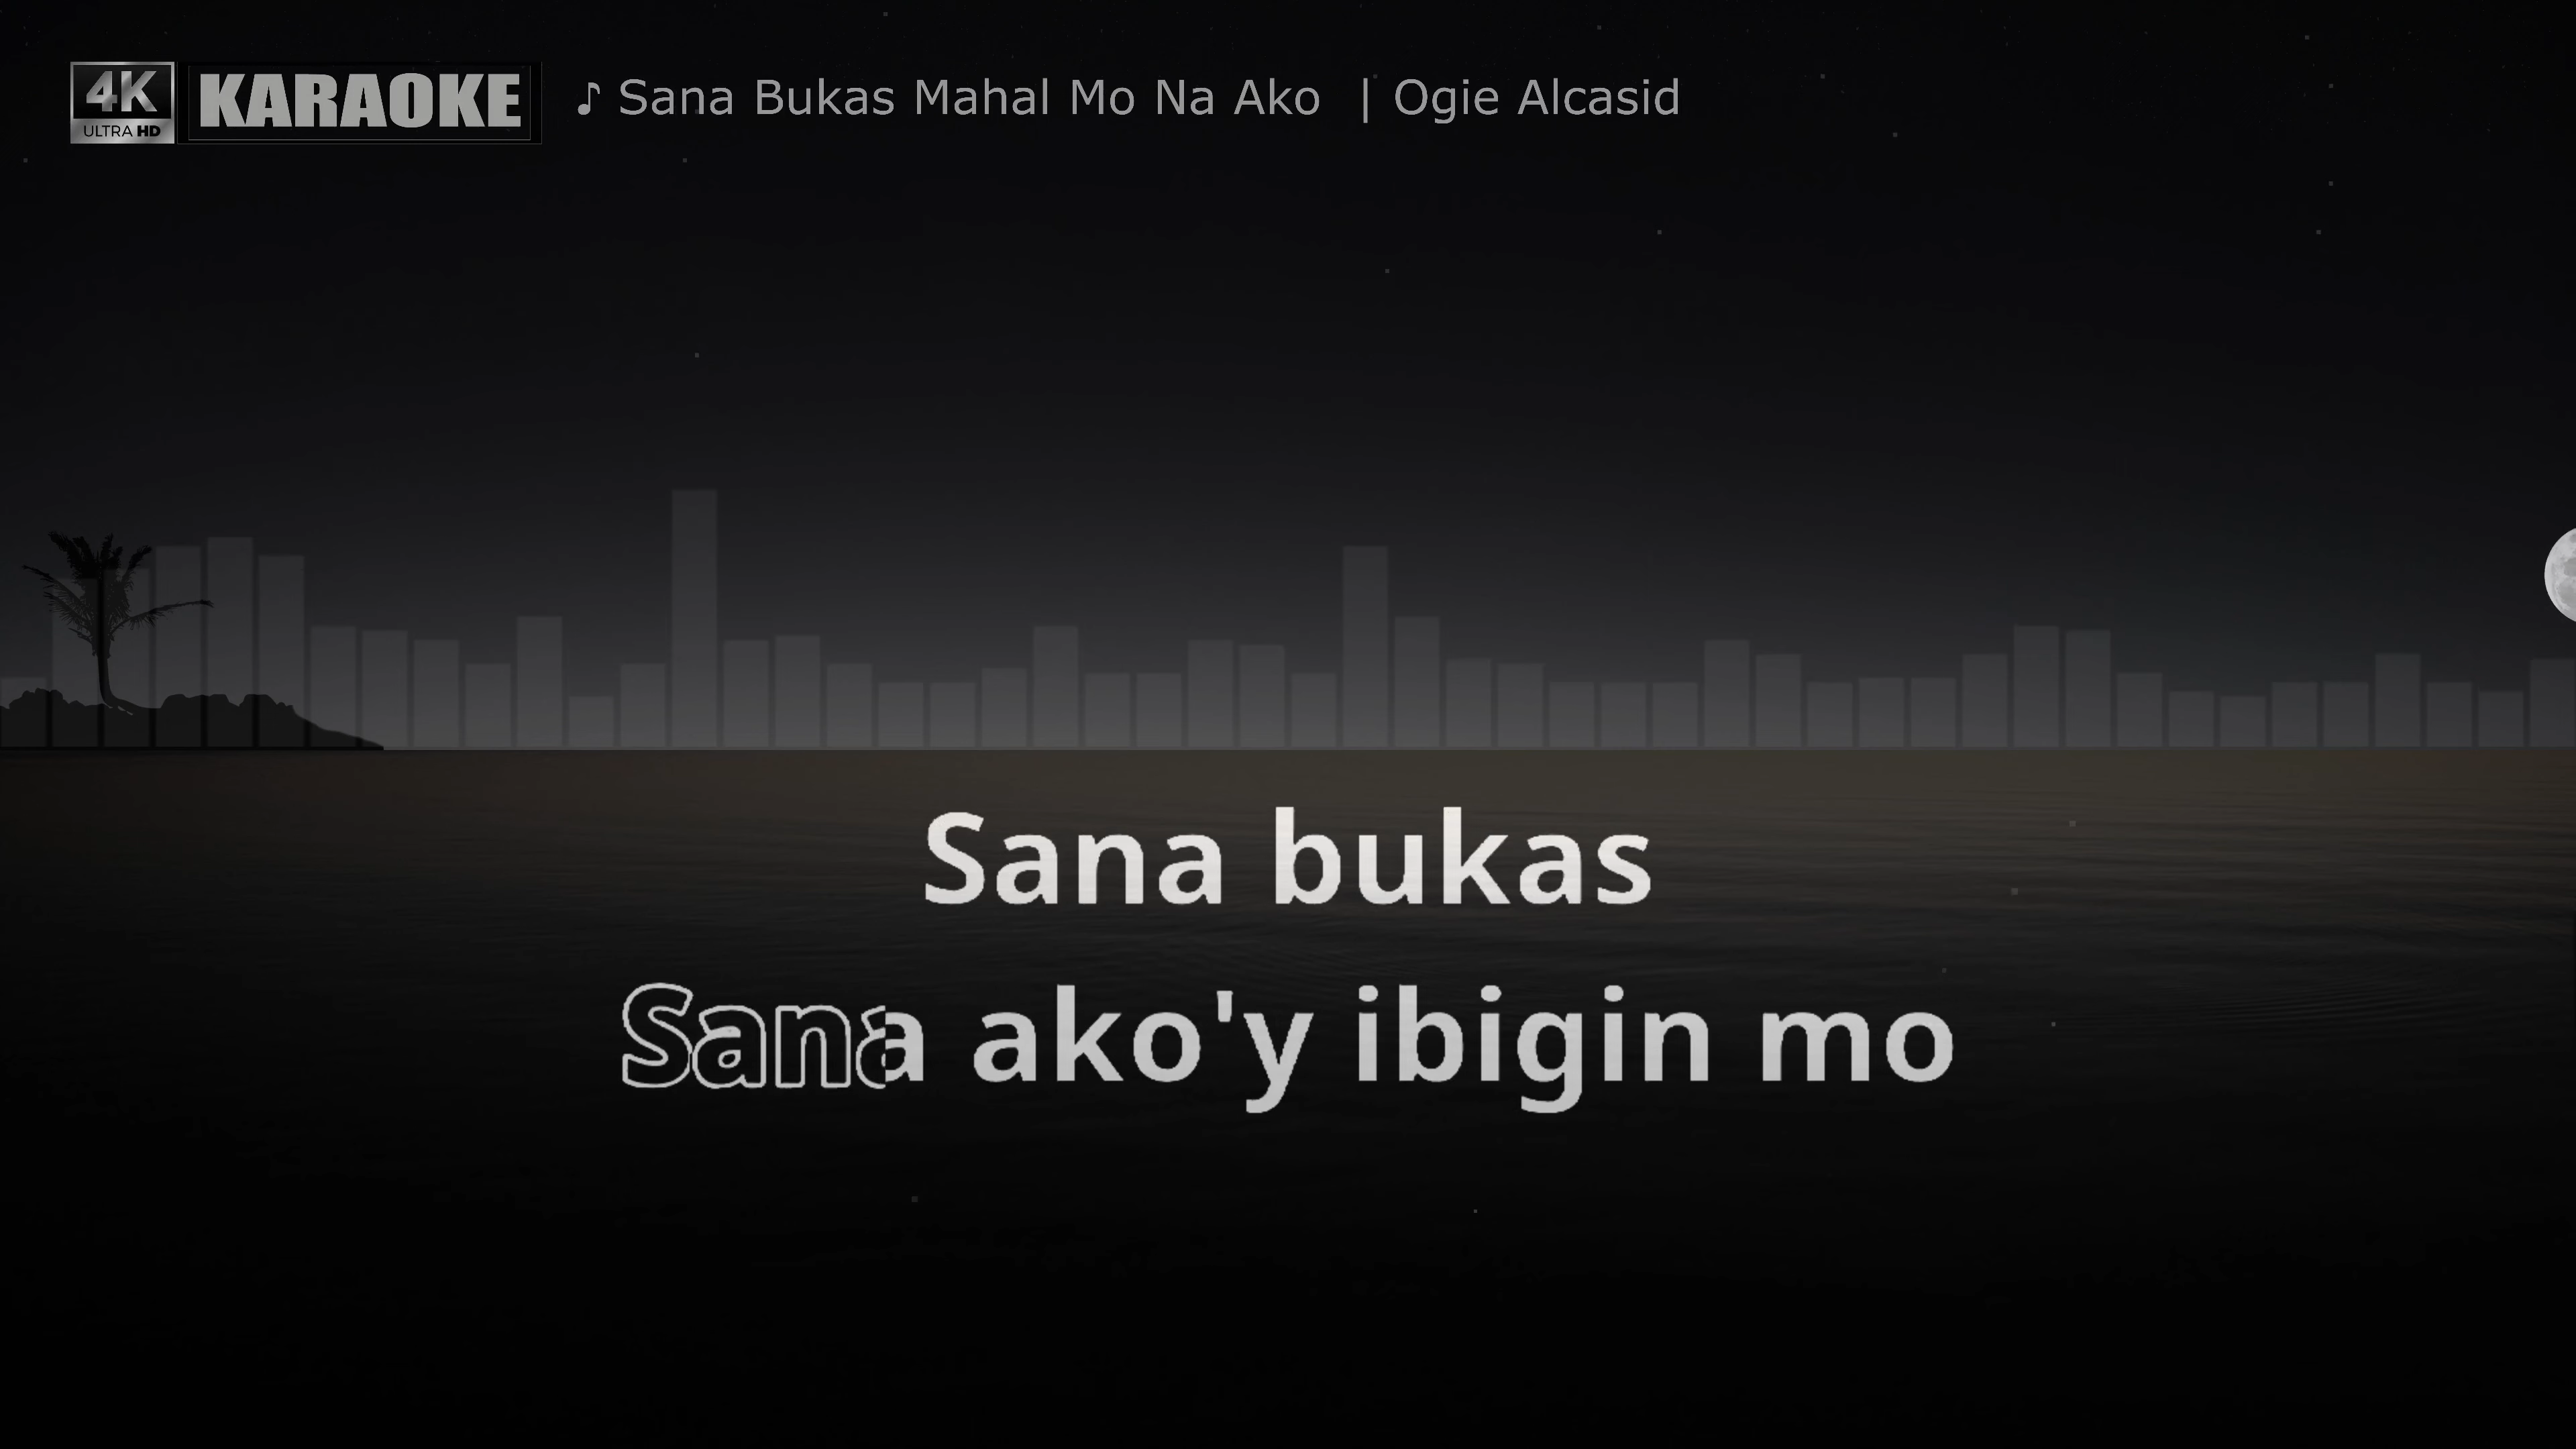 4K
ULTRA HD
KARAOKE
♪ Sana Bukas Mahal Mo Na Ako | Ogie Alcasid
Sana bukas
Sana ako'y ibigin mo